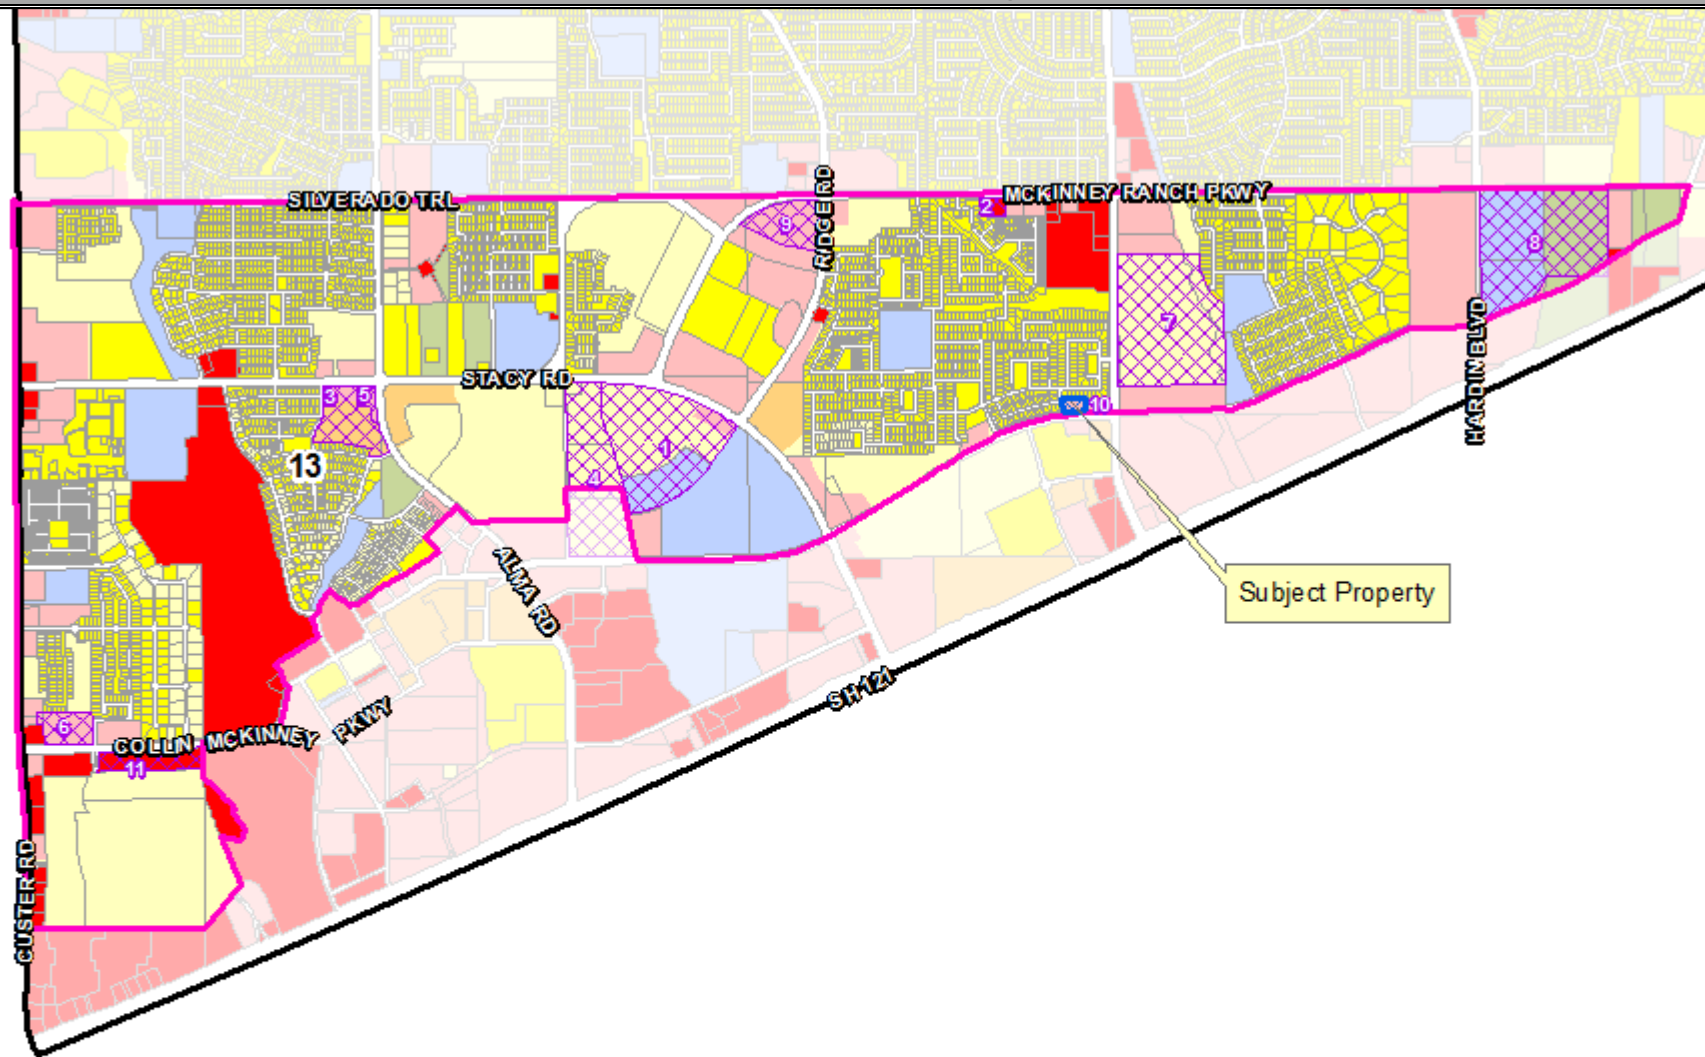 SILVERADO TRL
RIDGE RD
MCKINNEY RANCH PKWY
2
9
8
7
HARDIN BLVD
STACY RD
3
5
10
1
13
4
ALMA RD
Subject Property
SH 121
PKWY
6
COLLIN MCKINNEY
11
CUSTER RD